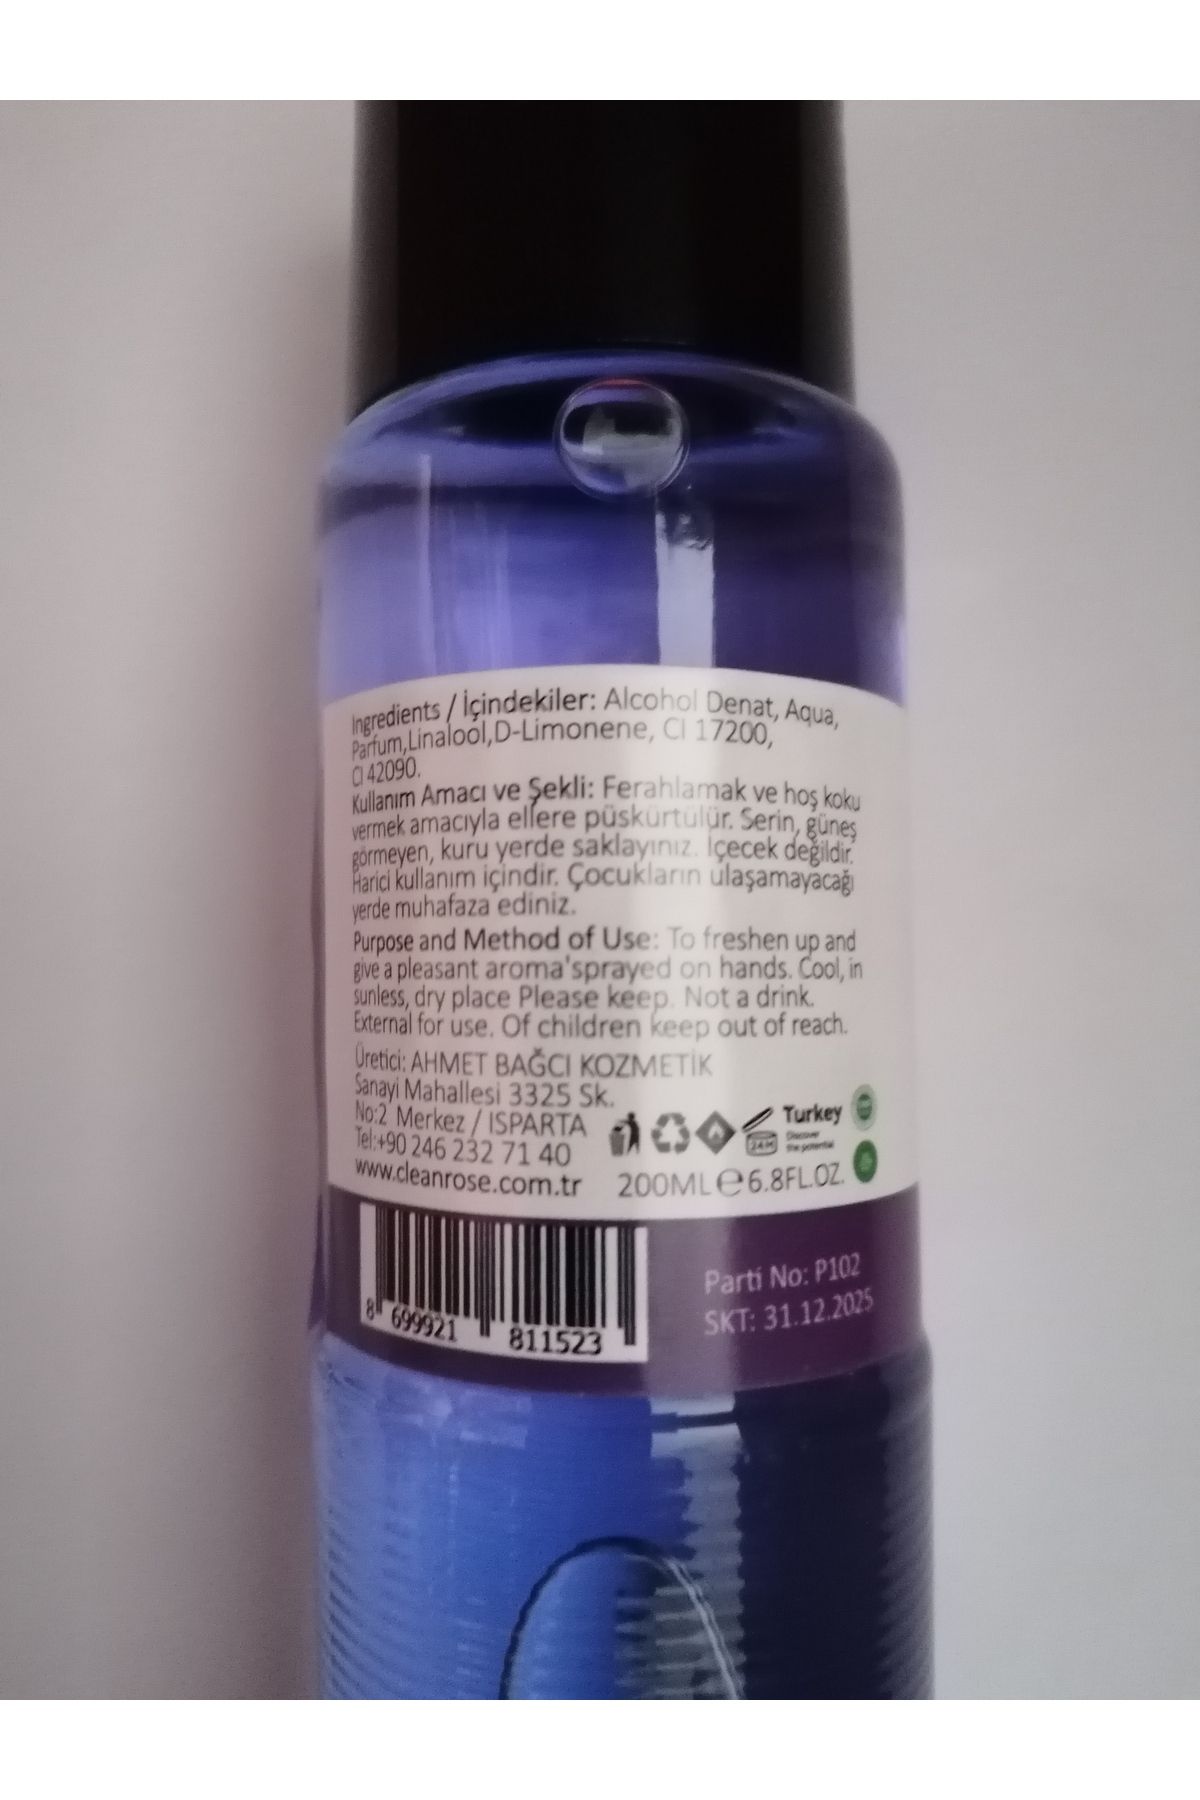 Ingredients / İçindekiler: Alcohol Denat, Aqua,
Parfum,Linalool,D-Limonene, CI 17200,
CI 42090.
Kullanım Amacı ve Şekli: Ferahlamak ve hoş koku
vermek amacıyla ellere püskürtülür. Serin, güneş
görmeyen, kuru yerde saklayınız. İçecek değildir.
Harici kullanım içindir. Çocukların ulaşamayacağı
yerde muhafaza ediniz.
Purpose and Method of Use: To freshen up and
give a pleasant aroma'sprayed on hands. Cool, in
sunless, dry place Please keep. Not a drink.
External for use. Of children keep out of reach.
Üretici: AHMET BAĞCI KOZMETİK
Sanayi Mahallesi 3325 Sk.
No:2 Merkez / ISPARTA
Tel:+90 246 232 71 40
www.cleanrose.com.tr
24M
Turkey
Discover
the potential
200ML e 6.8FL.OZ.
8 699921 811523
Parti No: P102
SKT: 31.12.2025